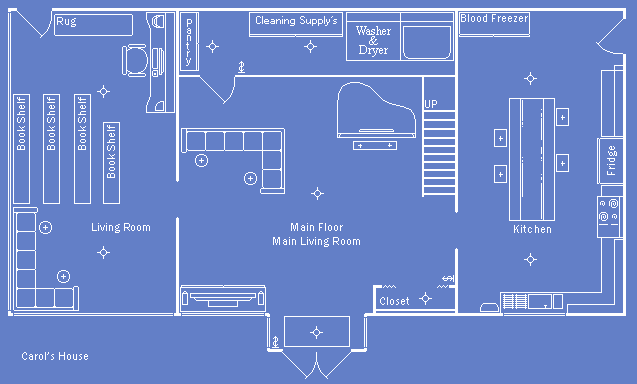 Rug
Pantry
Cleaning Supply's
Washer
&
Dryer
Blood Freezer
Book Shelf
Book Shelf
Book Shelf
Book Shelf
UP
Fridge
Living Room
Main Floor
Main Living Room
Kitchen
Closet
Carol's House